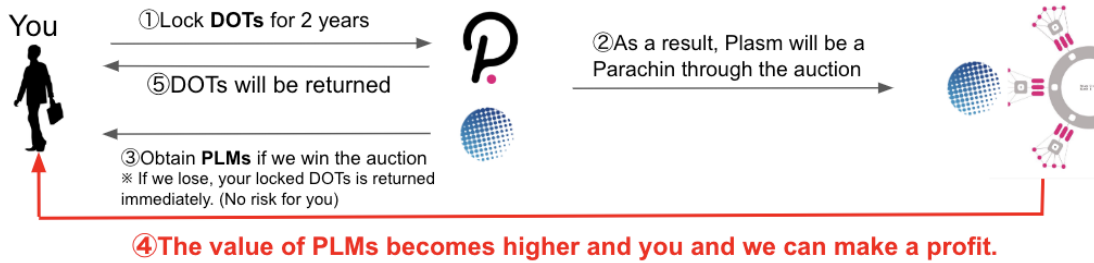 You
①Lock DOTs for 2 years
⑤DOTs will be returned
②As a result, Plasm will be a
Parachin through the auction
③Obtain PLMs if we win the auction
※ If we lose, your locked DOTs is returned
immediately. (No risk for you)
④The value of PLMs becomes higher and you and we can make a profit.